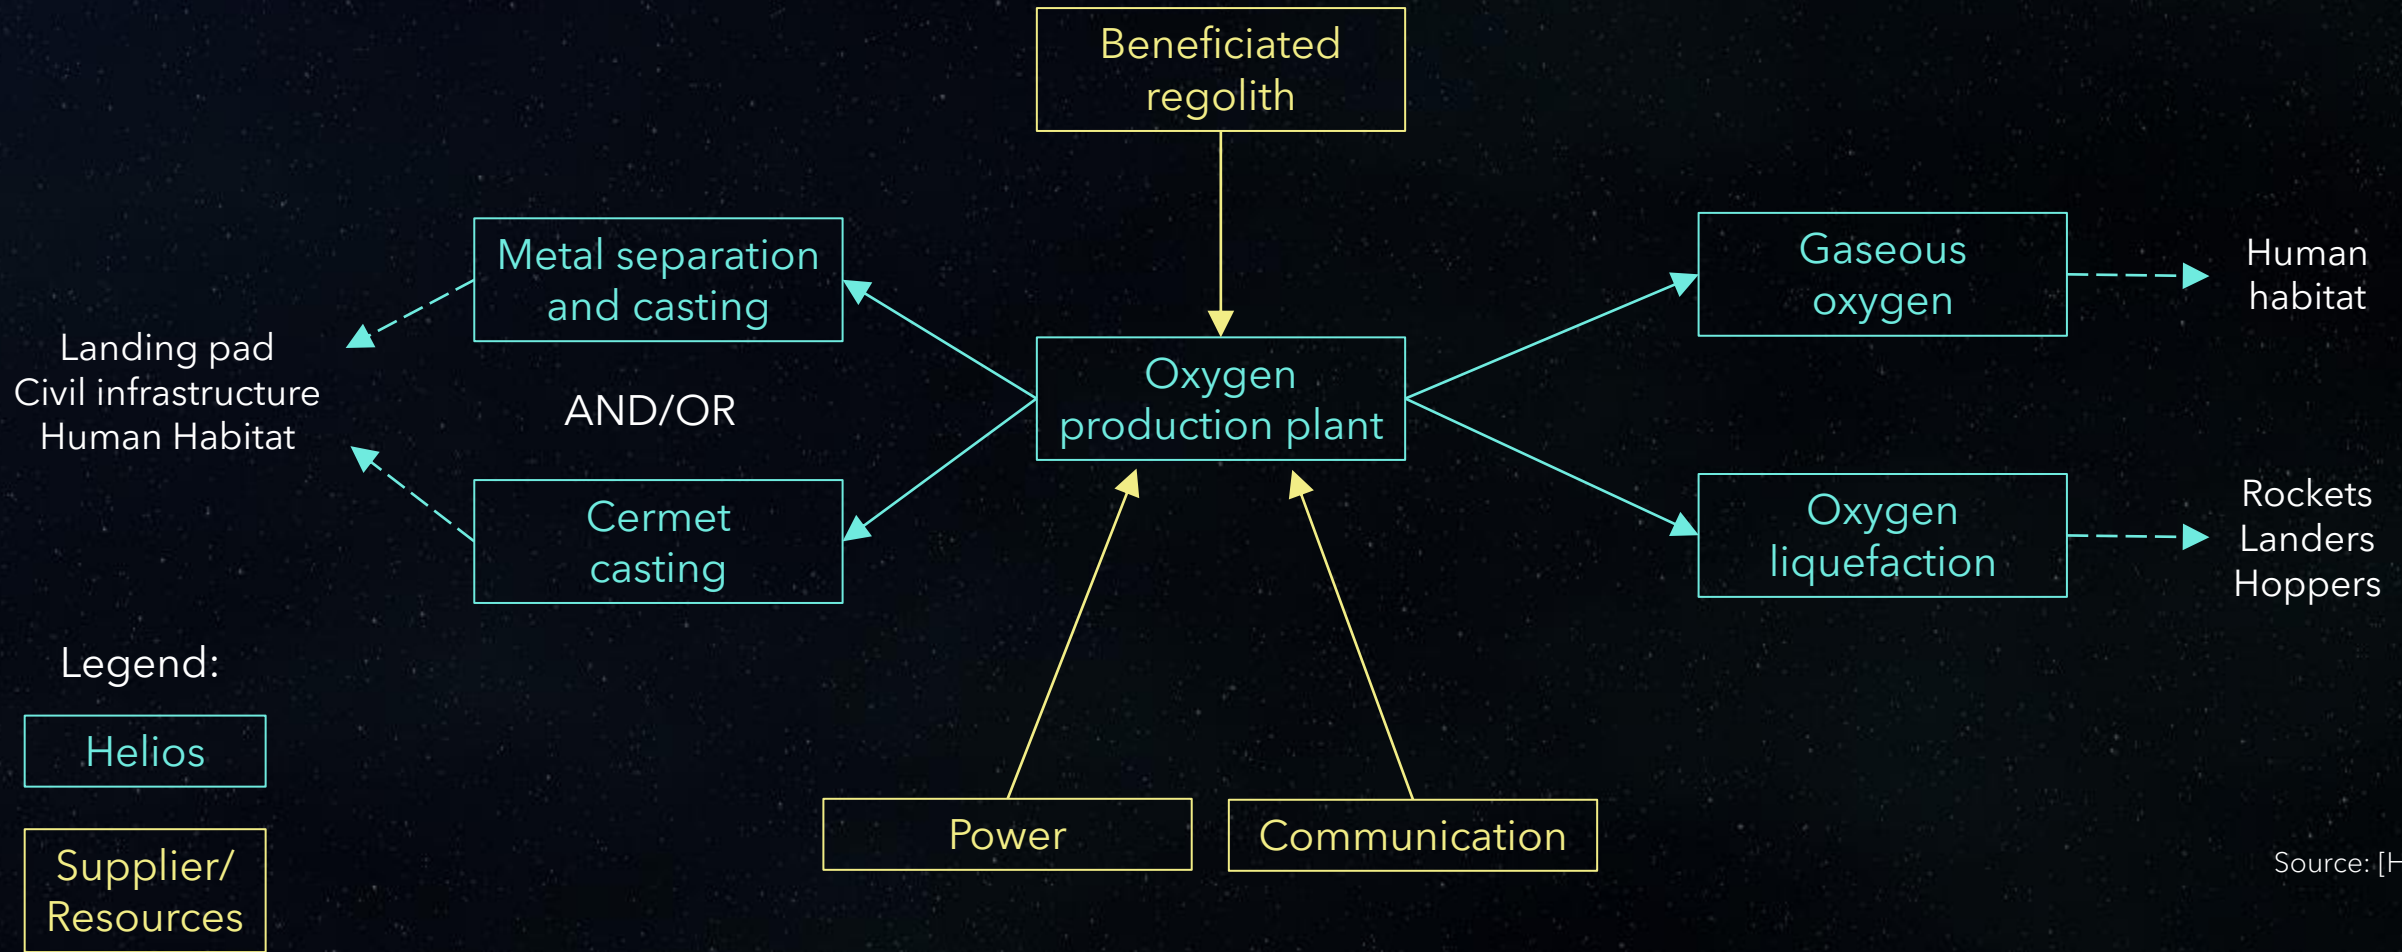 Beneficiated
regolith
Metal separation
and casting
Gaseous
oxygen
Human
habitat
Landing pad
Civil infrastructure
Human Habitat
AND/OR
Oxygen
production plant
Cermet
casting
Oxygen
liquefaction
Rockets
Landers
Hoppers
Legend:
Helios
Supplier/
Resources
Power
Communication
Source: [H